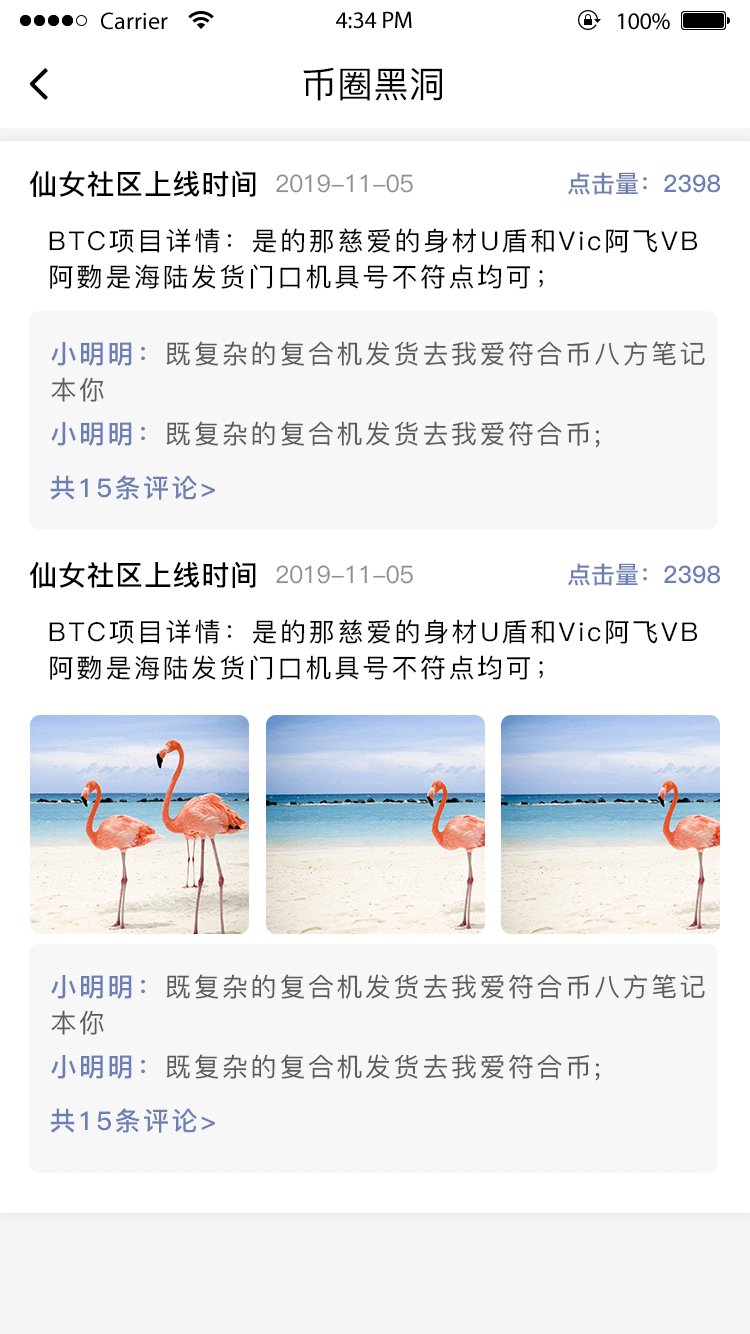 Carrier 4:34 PM 100%
币圈黑洞
仙女社区上线时间 2019-11-05 点击量：2398
BTC项目详情：是的那慈爱的身材U盾和Vic阿飞VB
阿覅是海陆发货门口机具号不符点均可；
小明明：既复杂的复合机发货去我爱符合币八方笔记
本你
小明明：既复杂的复合机发货去我爱符合币;
共15条评论>
仙女社区上线时间 2019-11-05 点击量：2398
BTC项目详情：是的那慈爱的身材U盾和Vic阿飞VB
阿覅是海陆发货门口机具号不符点均可；
小明明：既复杂的复合机发货去我爱符合币八方笔记
本你
小明明：既复杂的复合机发货去我爱符合币;
共15条评论>